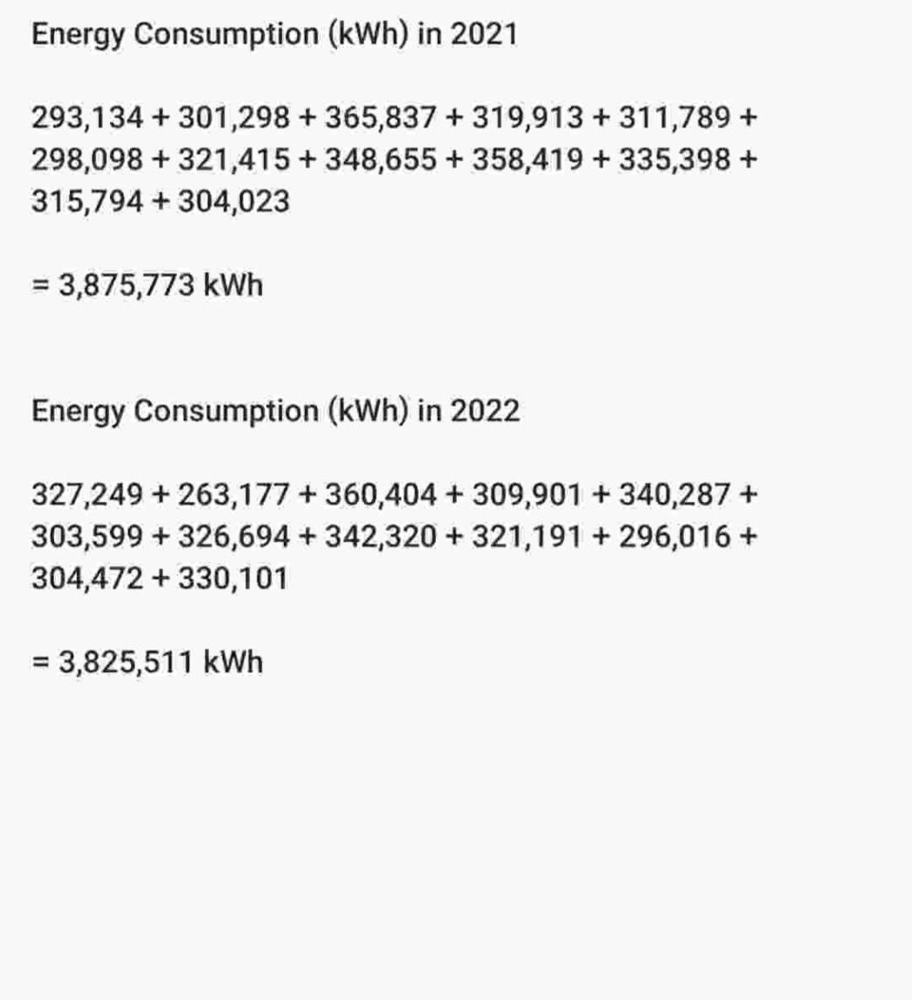 Energy Consumption (kWh) in 2021
293,134 + 301,298 + 365,837 + 319,913 + 311,789 +
298,098 + 321,415 + 348,655 + 358,419 + 335,398 +
315,794 + 304,023
= 3,875,773 kWh
Energy Consumption (kWh) in 2022
327,249 + 263,177 + 360,404 + 309,901 + 340,287 +
303,599 + 326,694 + 342,320 + 321,191 + 296,016 +
304,472 + 330,101
= 3,825,511 kWh